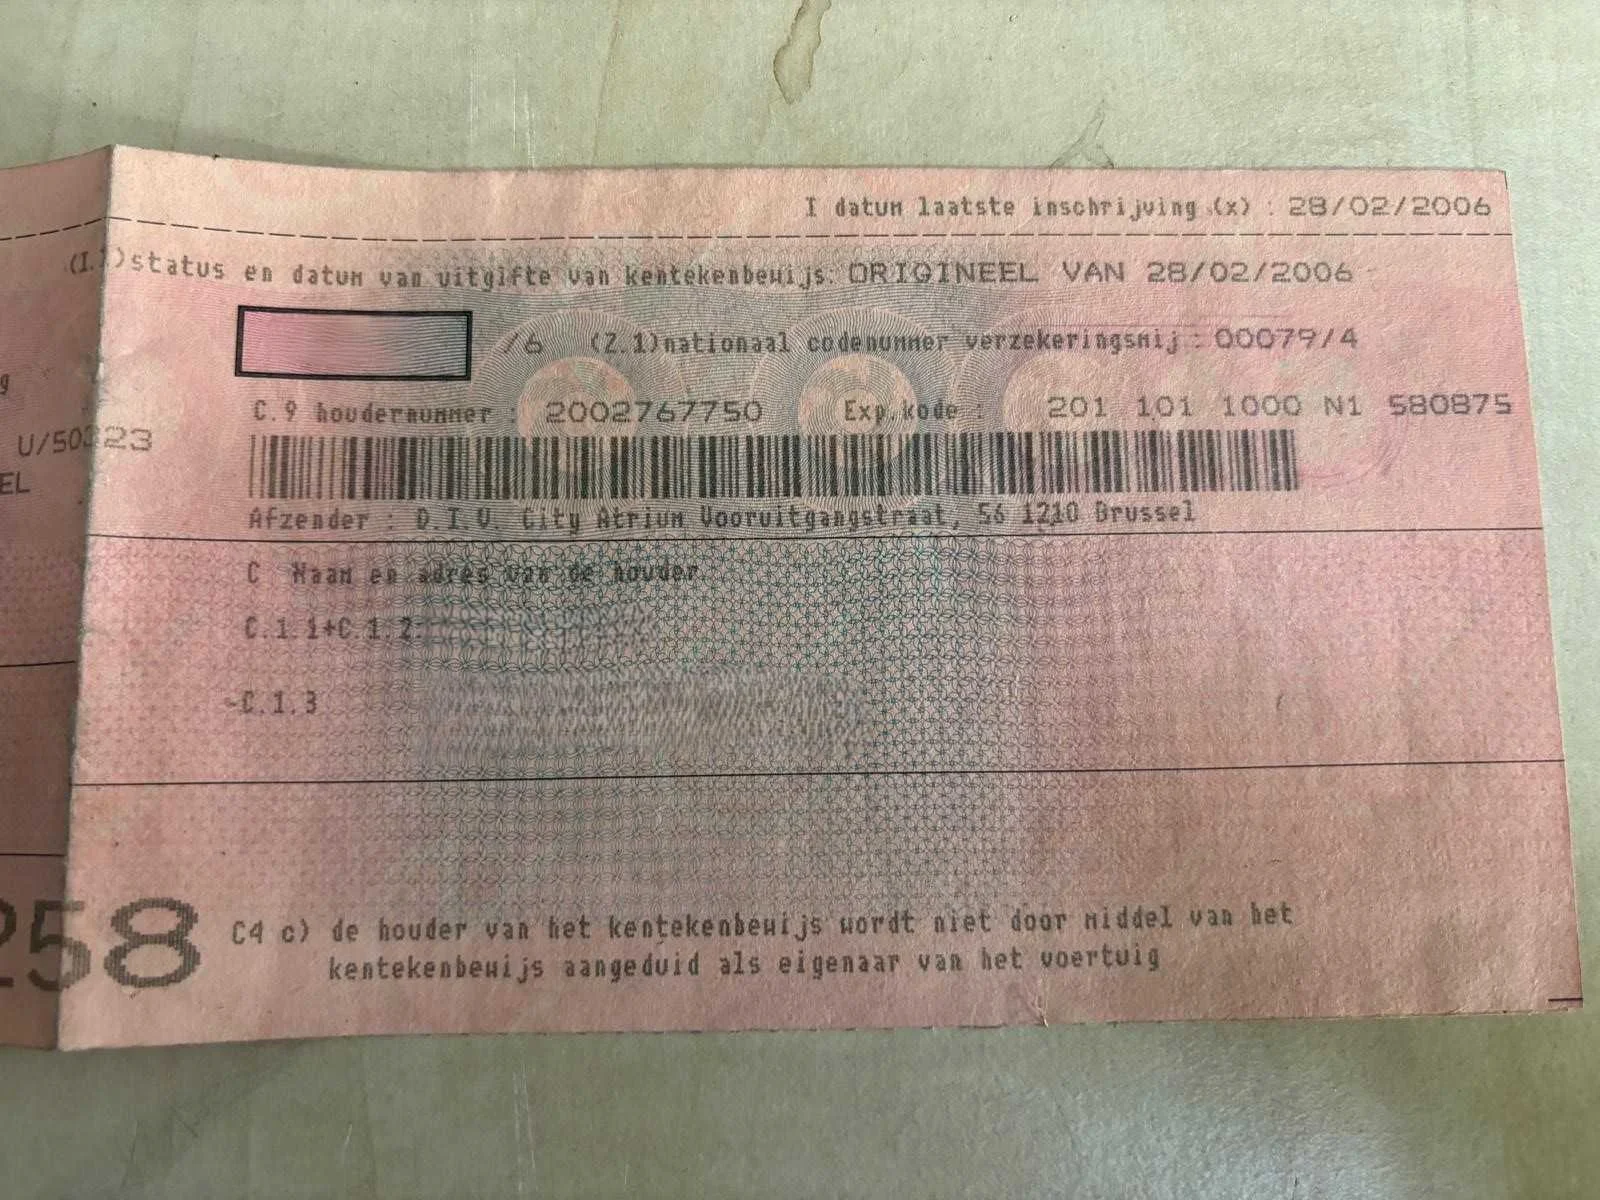 I datum laatste inschrijving (x) : 28/02/2006
(I.1)status en datum van uitgifte van kentekenbewijs: ORIGINEEL VAN 28/02/2006
/6 (Z.1)nationaal codenummer verzekeringsmij : 00079/4
g
C.9 houdernummer : 2002767750 Exp.kode : 201 101 1000 N1 580875
U/50323
EL
Afzender : D.I.V. City Atrium Vooruitgangstraat, 56 1210 Brussel
C Naam en adres van de houder
C.1.1+C.1.2:
C.1.3
258
C4 c) de houder van het kentekenbewijs wordt niet door middel van het
kentekenbewijs aangeduid als eigenaar van het voertuig